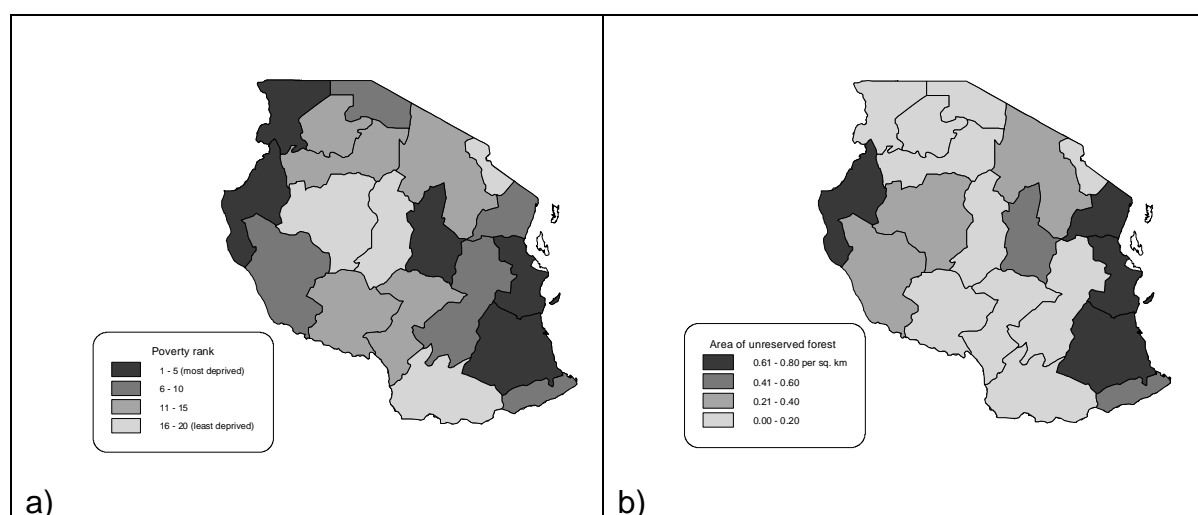 Poverty rank
1 - 5 (most deprived)
6 - 10
11 - 15
16 - 20 (least deprived)
a)
Area of unreserved forest
0.61 - 0.80 per sq. km
0.41 - 0.60
0.21 - 0.40
0.00 - 0.20
b)